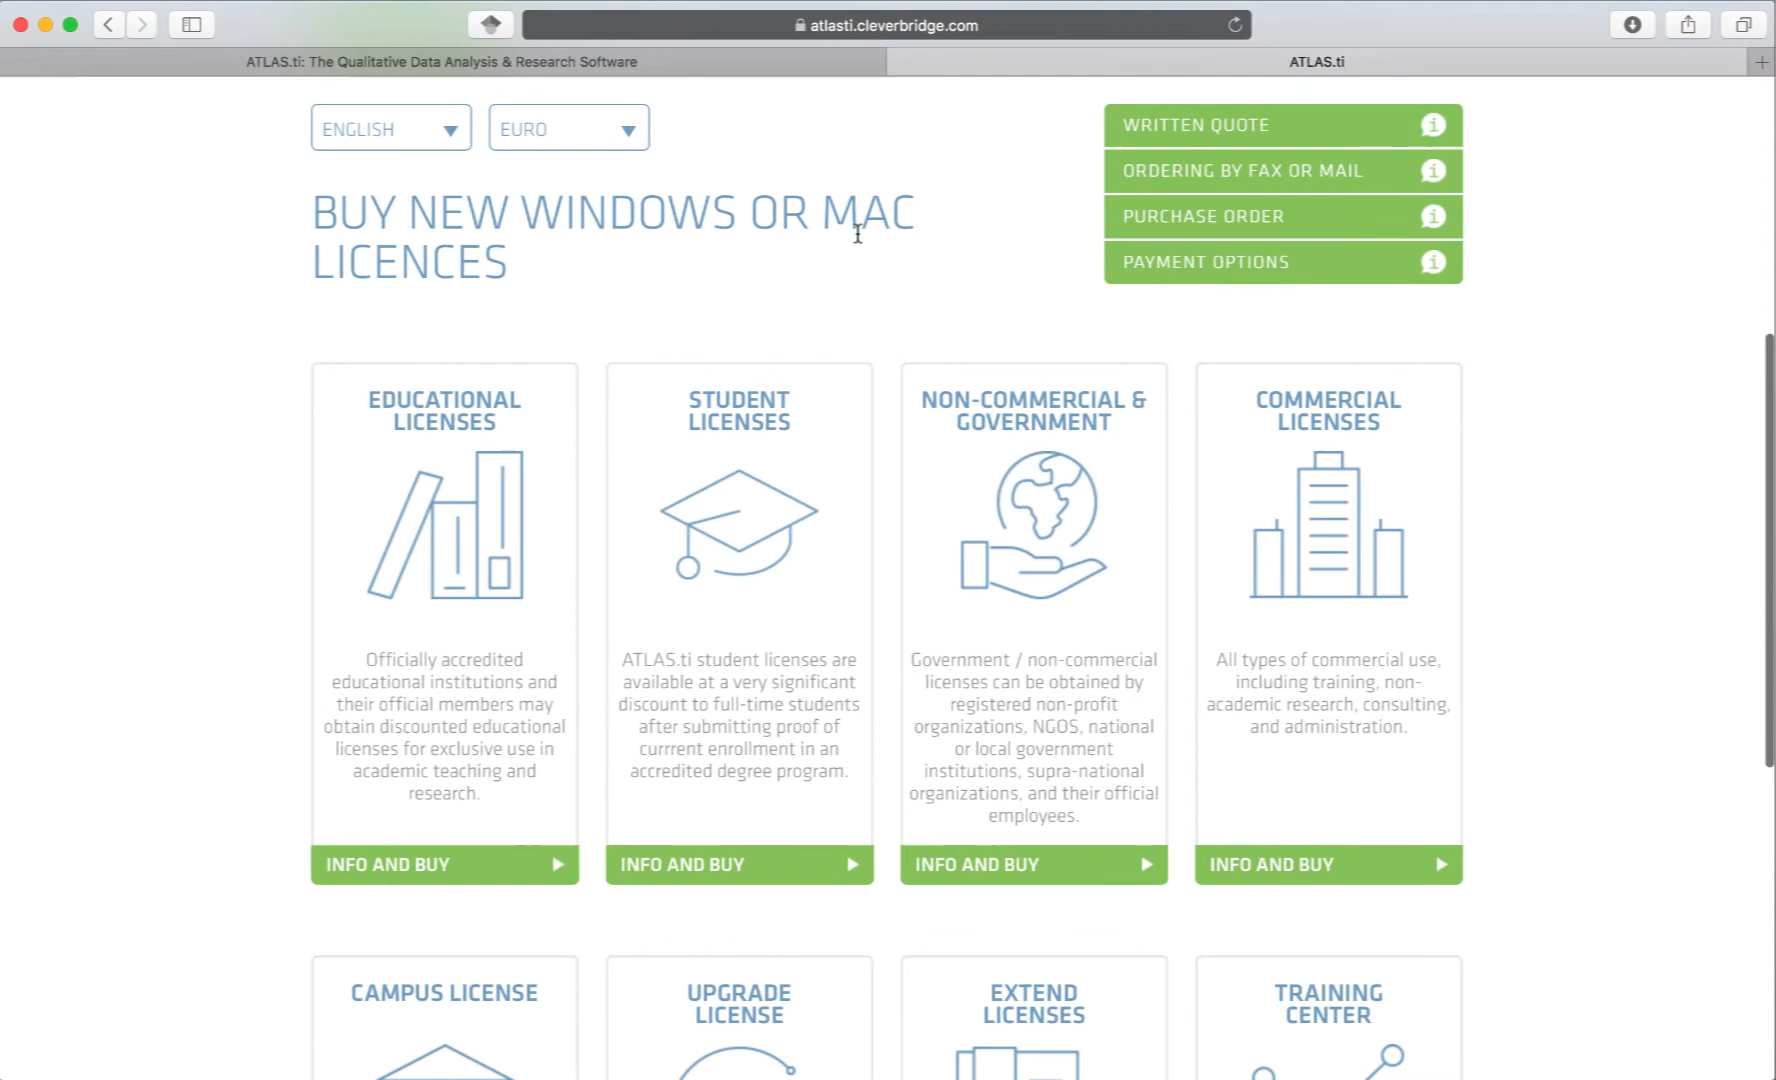 atlasti.cleverbridge.com
ATLAS.ti: The Qualitative Data Analysis & Research Software
ATLAS.ti
ENGLISH
EURO
WRITTEN QUOTE
ORDERING BY FAX OR MAIL
PURCHASE ORDER
PAYMENT OPTIONS
BUY NEW WINDOWS OR MAC
LICENCES
EDUCATIONAL
LICENSES
Officially accredited
educational institutions and
their official members may
obtain discounted educational
licenses for exclusive use in
academic teaching and
research.
INFO AND BUY
STUDENT
LICENSES
ATLAS.ti student licenses are
available at a very significant
discount to full-time students
after submitting proof of
currrent enrollment in an
accredited degree program.
INFO AND BUY
NON-COMMERCIAL &
GOVERNMENT
Government / non-commercial
licenses can be obtained by
registered non-profit
organizations, NGOS, national
or local government
institutions, supra-national
organizations, and their official
employees.
INFO AND BUY
COMMERCIAL
LICENSES
All types of commercial use,
including training, non-
academic research, consulting,
and administration.
INFO AND BUY
CAMPUS LICENSE
UPGRADE
LICENSE
EXTEND
LICENSES
TRAINING
CENTER